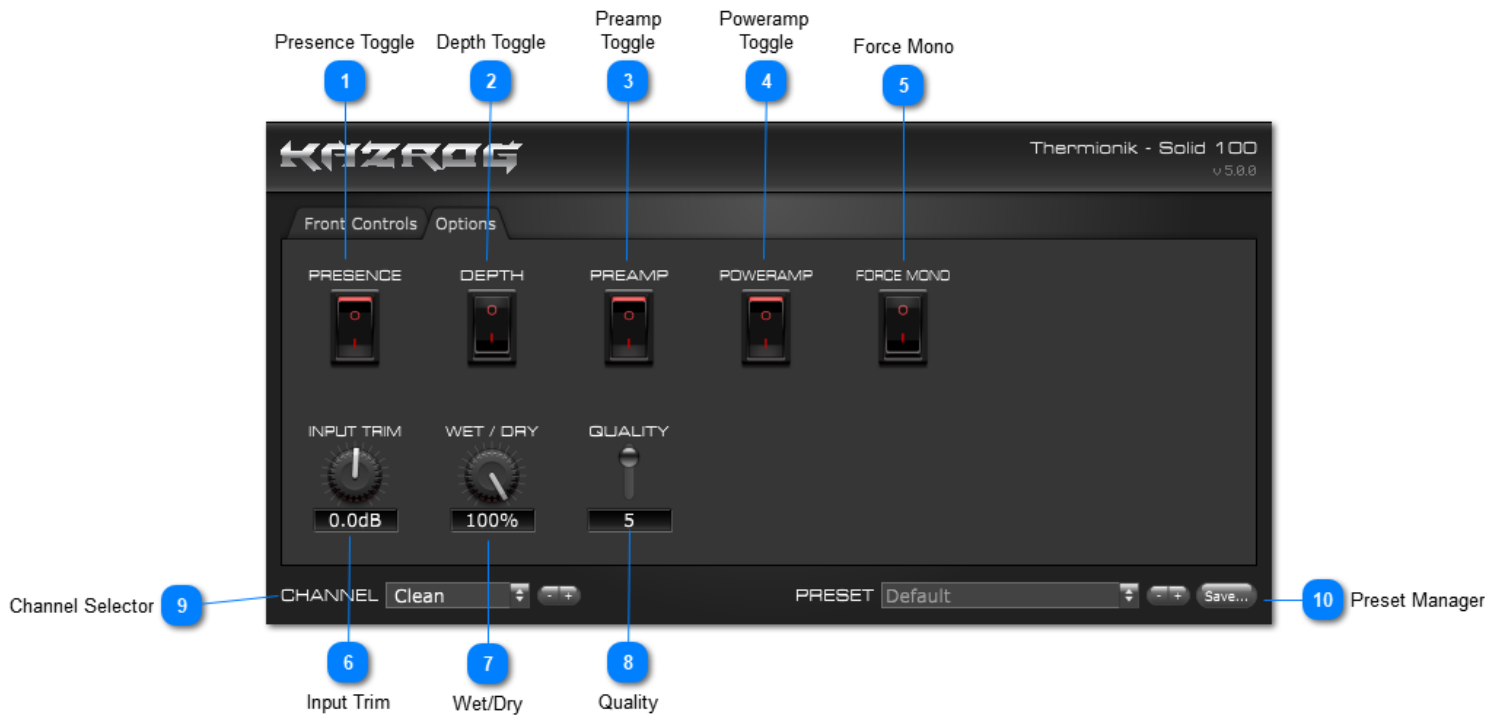 Presence Toggle
Depth Toggle
Preamp
Toggle
Poweramp
Toggle
Force Mono
1
2
3
4
5
KAZROG
Thermionik - Solid 100
v 5.0.0
Front Controls
Options
PRESENCE
DEPTH
PREAMP
POWERAMP
FORCE MONO
INPUT TRIM
WET / DRY
QUALITY
0.0dB
100%
5
Channel Selector
9
CHANNEL
Clean
- +
PRESET
Default
- +
Save...
10
Preset Manager
6
7
8
Input Trim
Wet/Dry
Quality